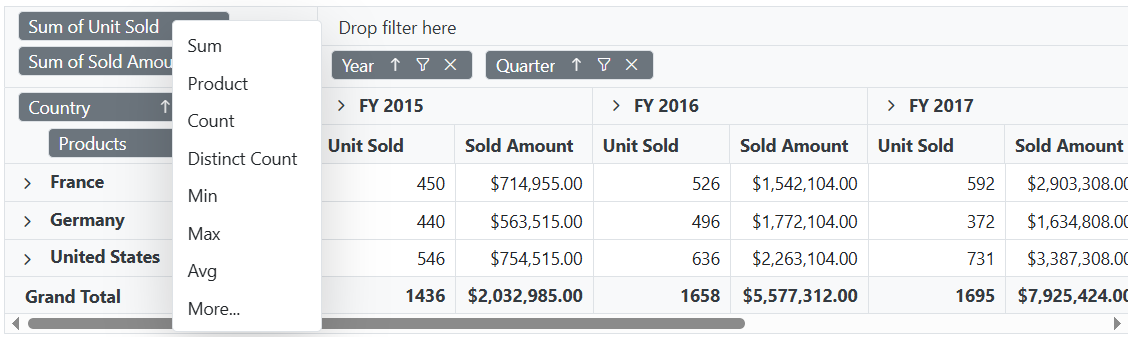 Sum of Unit Sold
Drop filter here
Sum of Sold Amou
Year
Quarter
Sum
Product
Count
Distinct Count
Min
Max
Avg
More...
Country
FY 2015 FY 2016 FY 2017
Products
Unit Sold Sold Amount Unit Sold Sold Amount Unit Sold Sold Amount
France 450 $714,955.00 526 $1,542,104.00 592 $2,903,308.00
Germany 440 $563,515.00 496 $1,772,104.00 372 $1,634,808.00
United States 546 $754,515.00 636 $2,263,104.00 731 $3,387,308.00
Grand Total 1436 $2,032,985.00 1658 $5,577,312.00 1695 $7,925,424.00